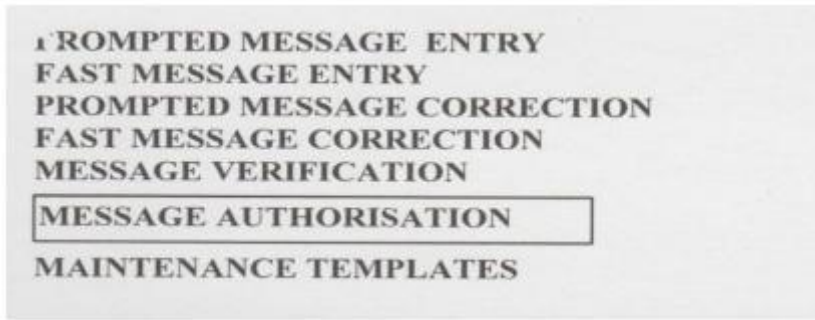 PROMPTED MESSAGE ENTRY
FAST MESSAGE ENTRY
PROMPTED MESSAGE CORRECTION
FAST MESSAGE CORRECTION
MESSAGE VERIFICATION
MESSAGE AUTHORISATION
MAINTENANCE TEMPLATES